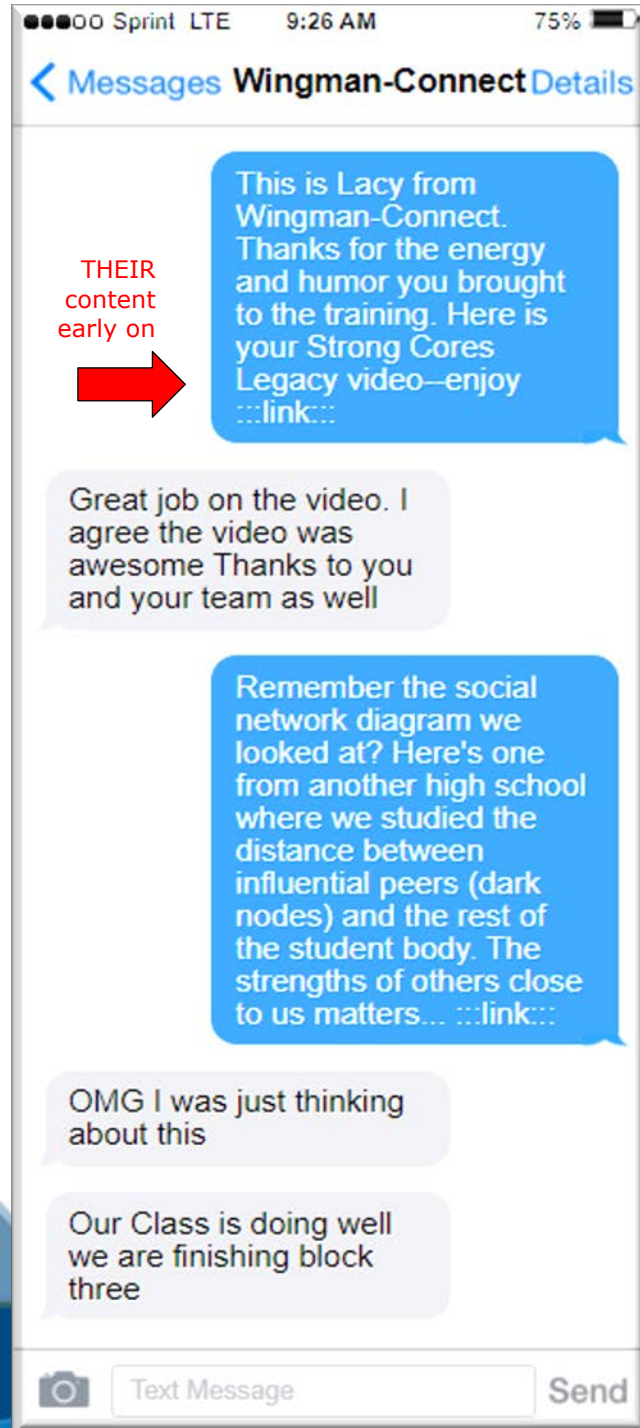 Sprint LTE 9:26 AM 75%
Messages Wingman-Connect Details
This is Lacy from
Wingman-Connect.
Thanks for the energy
and humor you brought
to the training. Here is
your Strong Cores
Legacy video--enjoy
:::link:::
THEIR
content
early on
Great job on the video. I
agree the video was
awesome Thanks to you
and your team as well
Remember the social
network diagram we
looked at? Here's one
from another high school
where we studied the
distance between
influential peers (dark
nodes) and the rest of
the student body. The
strengths of others close
to us matters... :::link:::
OMG I was just thinking
about this
Our Class is doing well
we are finishing block
three
Text Message Send